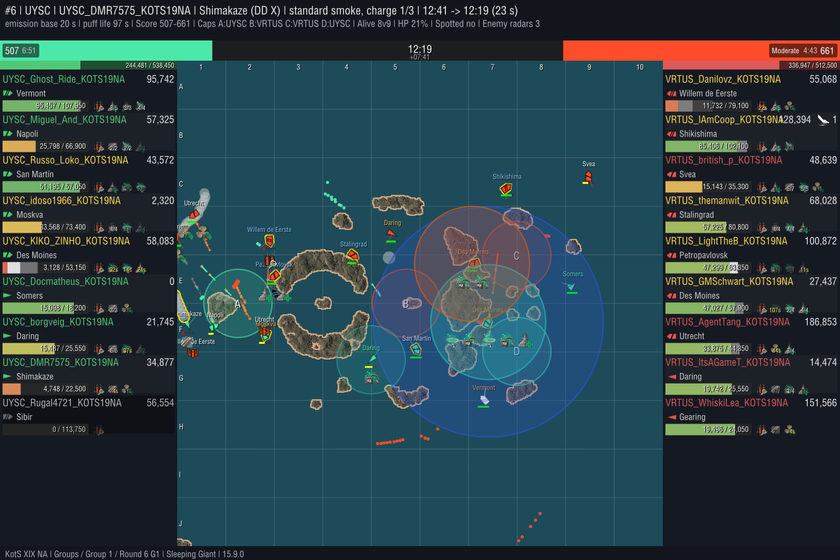 #6 | UYSC | UYSC_DMR7575_KOTS19NA | Shimakaze (DD X) | standard smoke, charge 1/3 | 12:41 -> 12:19 (23 s)
emission base 20 s | puff life 97 s | Score 507-661 | Caps A:UYSC B:VRTUS C:VRTUS D:UYSC | Alive 8v9 | HP 21% | Spotted no | Enemy radars 3
507 6:51
12:19
+07:41
Moderate 4:43 661
244,481 / 538,450
336,947 / 512,500
1 2 3 4 5 6 7 8 9 10
A
B
C
D
E
F
G
H
I
J
UYSC_Ghost_Ride_KOTS19NA 95,742
Vermont
UYSC_Miguel_And_KOTS19NA 57,325
Napoli
25,798 / 66,900
UYSC_Russo_Loko_KOTS19NA 43,572
San Martín
UYSC_idoso1966_KOTS19NA 2,320
Moskva
UYSC_KIKO_ZINHO_KOTS19NA 58,083
Des Moines
3,128 / 53,150
UYSC_Docmatheus_KOTS19NA 0
Somers
UYSC_borgveig_KOTS19NA 21,745
Daring
UYSC_DMR7575_KOTS19NA 34,877
Shimakaze
4,748 / 22,500
UYSC_Rugal4721_KOTS19NA 56,554
Sibir
0 / 113,750
VRTUS_Danilovz_KOTS19NA 55,068
Willem de Eerste
11,732 / 79,100
VRTUS_IAmCoop_KOTS19NA 128,394 1
Shikishima
VRTUS_british_p_KOTS19NA 48,639
Svea
15,143 / 35,300
VRTUS_themanwit_KOTS19NA 68,028
Stalingrad
VRTUS_LightTheB_KOTS19NA 100,872
Petropavlovsk
VRTUS_GMSchwart_KOTS19NA 27,437
Des Moines
VRTUS_AgentTang_KOTS19NA 186,853
Utrecht
VRTUS_ItsAGameT_KOTS19NA 14,474
Daring
VRTUS_WhiskiLea_KOTS19NA 151,566
Gearing
Svea
Shikishima
Utrecht
Daring
Willem de Eerste
Stalingrad
C
Somers
A
Napoli
B
Utrecht
San Martín
Daring
D
Vermont
KotS XIX NA | Groups / Group 1 / Round 6 G1 | Sleeping Giant | 15.9.0